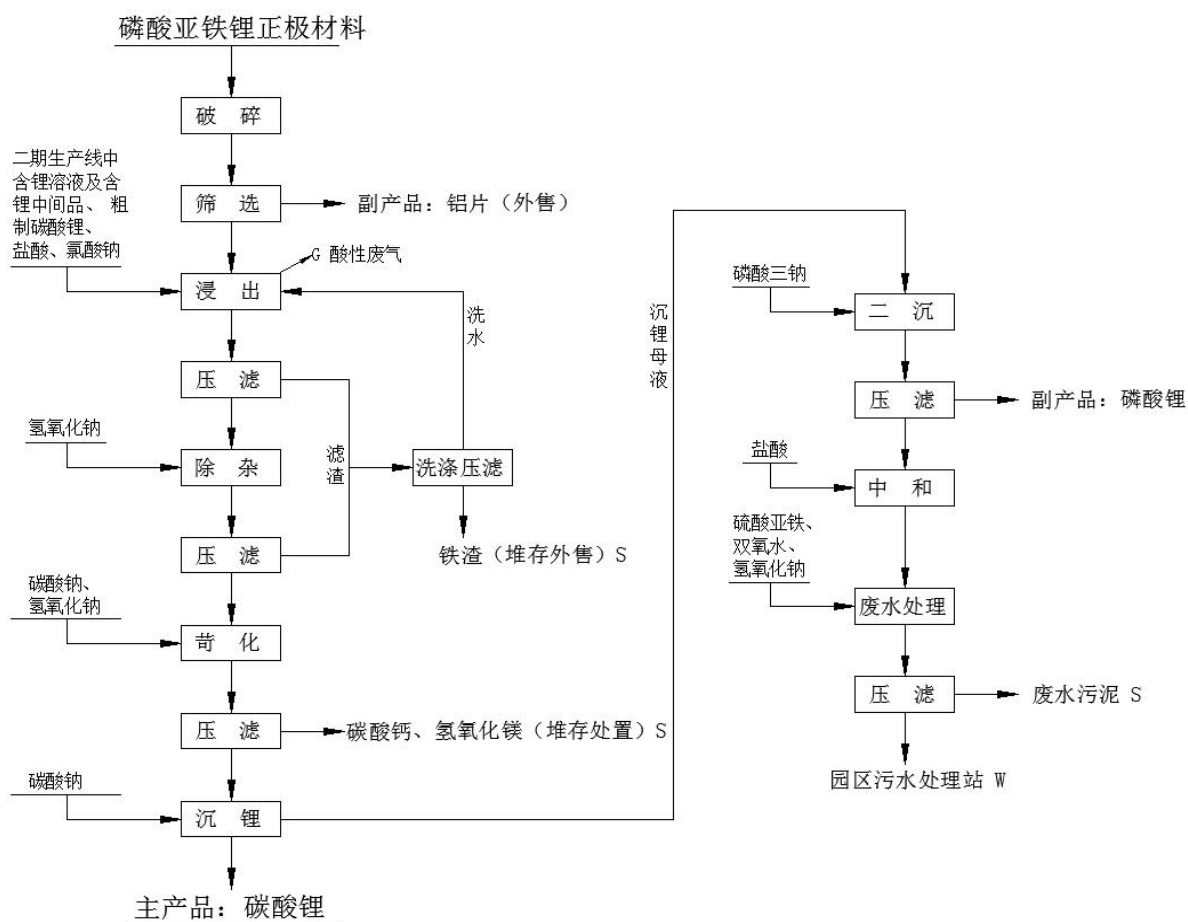 磷酸亚铁锂正极材料
破 碎
二期生产线中
含锂溶液及含
锂中间品、 粗
制碳酸锂、
盐酸、氯酸钠
筛 选
副产品：铝片（外售）
G 酸性废气
浸 出
洗
水
压 滤
氢氧化钠
除 杂
滤
渣
洗涤压滤
压 滤
铁渣（堆存外售）S
碳酸钠、
氢氧化钠
苛 化
压 滤
碳酸钙、氢氧化镁（堆存处置）S
碳酸钠
沉 锂
主产品：碳酸锂
沉
锂
母
液
磷酸三钠
二 沉
压 滤
副产品：磷酸锂
盐酸
中 和
硫酸亚铁、
双氧水、
氢氧化钠
废水处理
压 滤
废水污泥 S
园区污水处理站 W